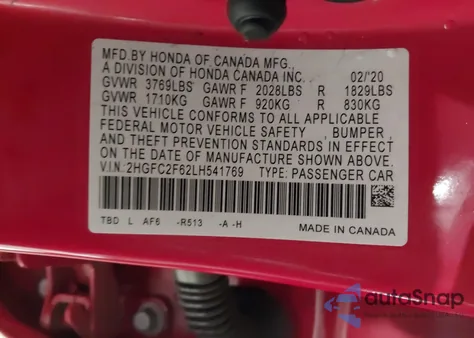 MFD.BY HONDA OF CANADA MFG.,
A DIVISION OF HONDA CANADA INC. 02/'20
GVWR 3769LBS GAWR F 2028LBS R 1829LBS
GVWR 1710KG GAWR F 920KG R 830KG
THIS VEHICLE CONFORMS TO ALL APPLICABLE
FEDERAL MOTOR VEHICLE SAFETY , BUMPER ,
AND THEFT PREVENTION STANDARDS IN EFFECT
ON THE DATE OF MANUFACTURE SHOWN ABOVE.
V.I.N.:2HGFC2F62LH541769 TYPE:PASSENGER CAR
TBD L AF6 -R513 -A -H
MADE IN CANADA
autoSnap